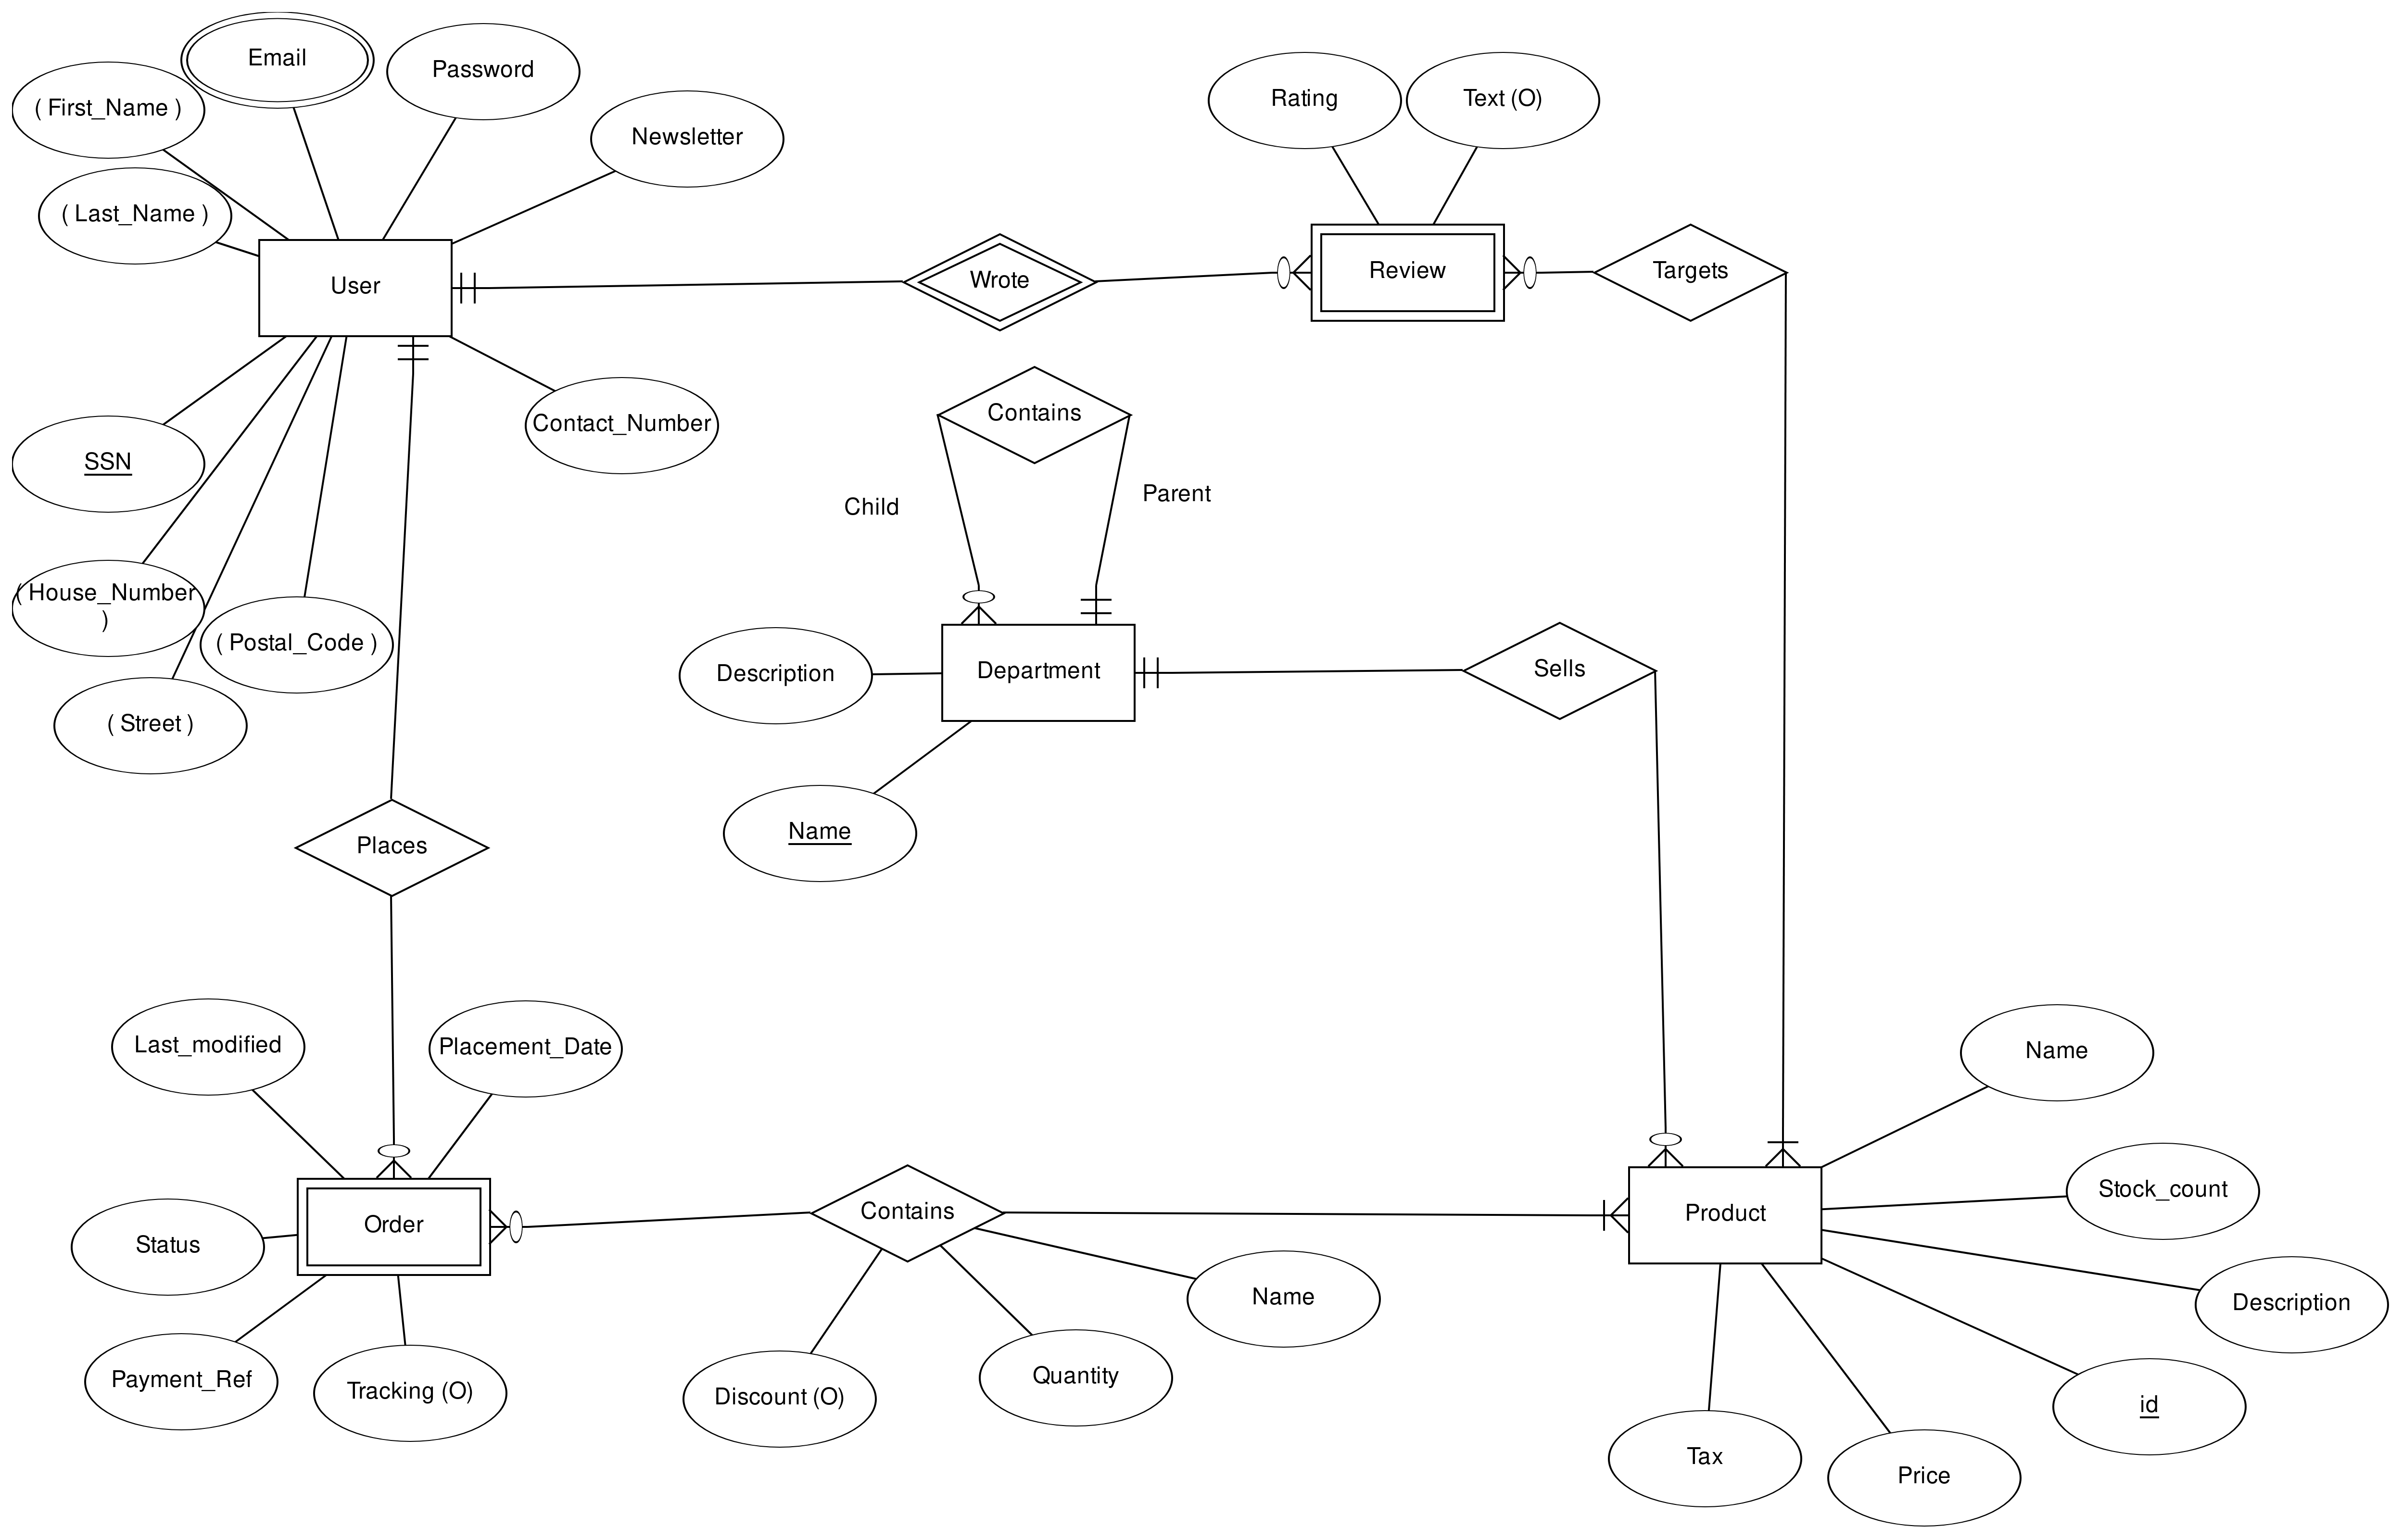 Email
Password
( First_Name )
Newsletter
( Last_Name )
User
SSN
( House_Number
)
( Postal_Code )
( Street )
Contact_Number
Wrote
Rating
Text (O)
Review
Targets
Contains
Child
Parent
Description
Department
Sells
Name
Places
Last_modified
Placement_Date
Status
Order
Payment_Ref
Tracking (O)
Contains
Discount (O)
Quantity
Name
Product
Name
Stock_count
Description
id
Price
Tax